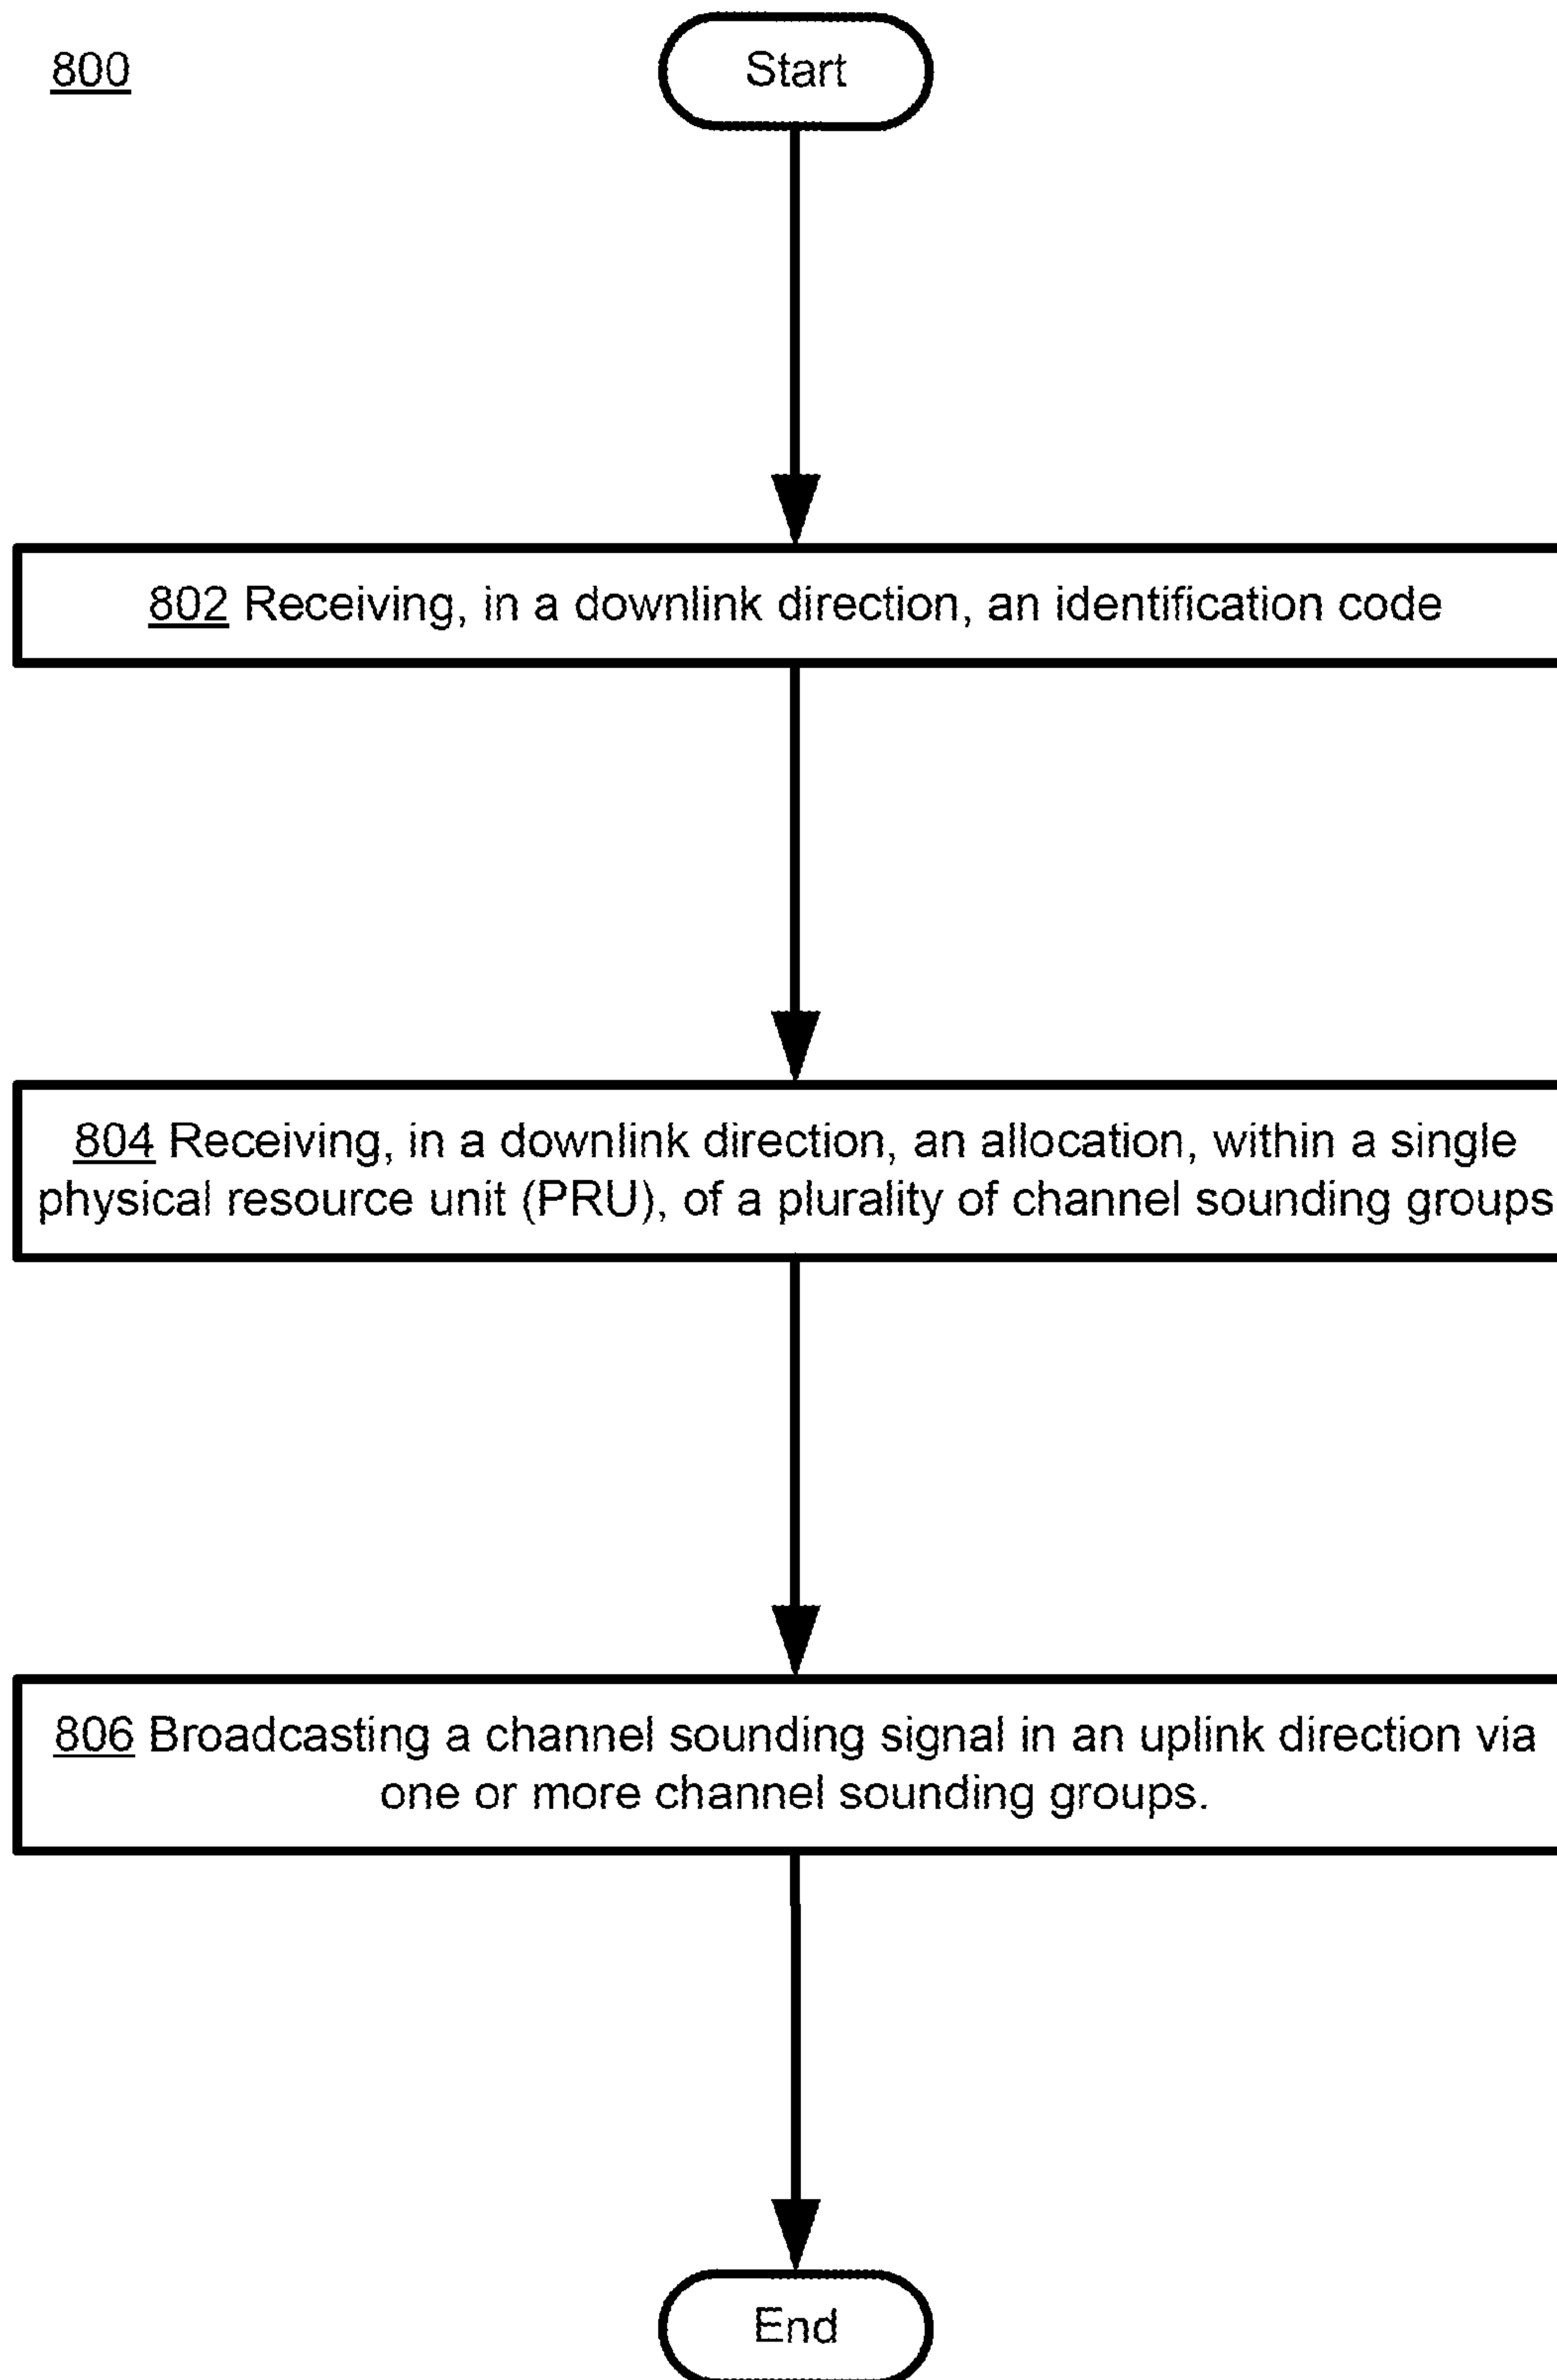 800
Start
802 Receiving, in a downlink direction, an identification code
804 Receiving, in a downlink direction, an allocation, within a single
physical resource unit (PRU), of a plurality of channel sounding groups
806 Broadcasting a channel sounding signal in an uplink direction via
one or more channel sounding groups.
End